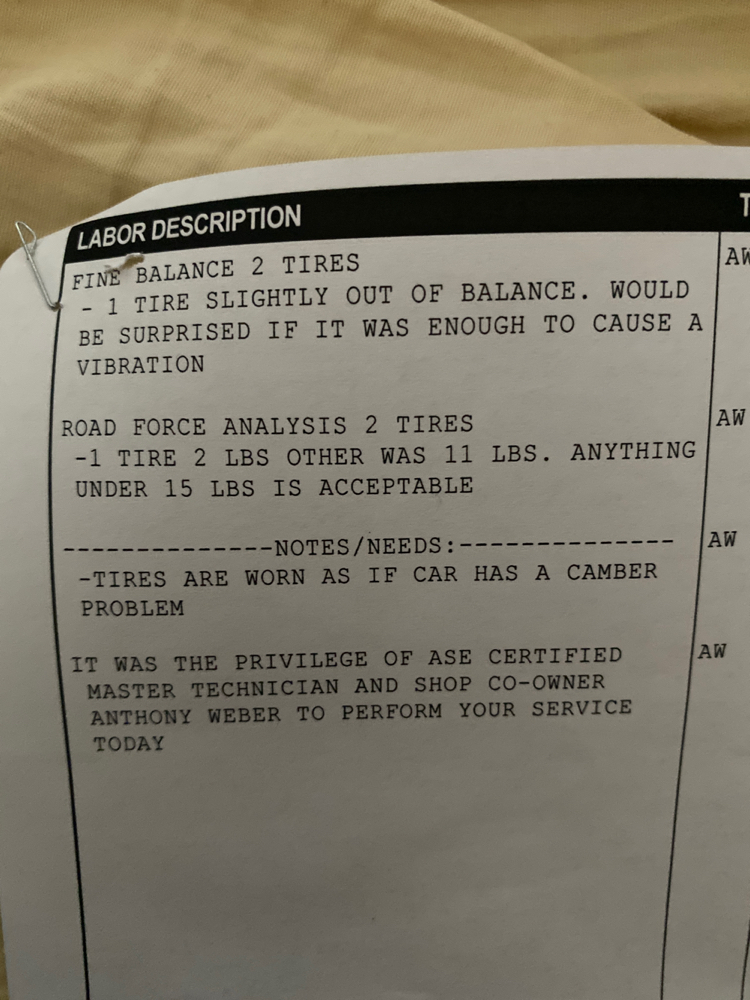 LABOR DESCRIPTION T
FINE BALANCE 2 TIRES AW
- 1 TIRE SLIGHTLY OUT OF BALANCE. WOULD
BE SURPRISED IF IT WAS ENOUGH TO CAUSE A
VIBRATION
ROAD FORCE ANALYSIS 2 TIRES AW
-1 TIRE 2 LBS OTHER WAS 11 LBS. ANYTHING
UNDER 15 LBS IS ACCEPTABLE
--------------NOTES/NEEDS:-------------- AW
-TIRES ARE WORN AS IF CAR HAS A CAMBER
PROBLEM
IT WAS THE PRIVILEGE OF ASE CERTIFIED AW
MASTER TECHNICIAN AND SHOP CO-OWNER
ANTHONY WEBER TO PERFORM YOUR SERVICE
TODAY